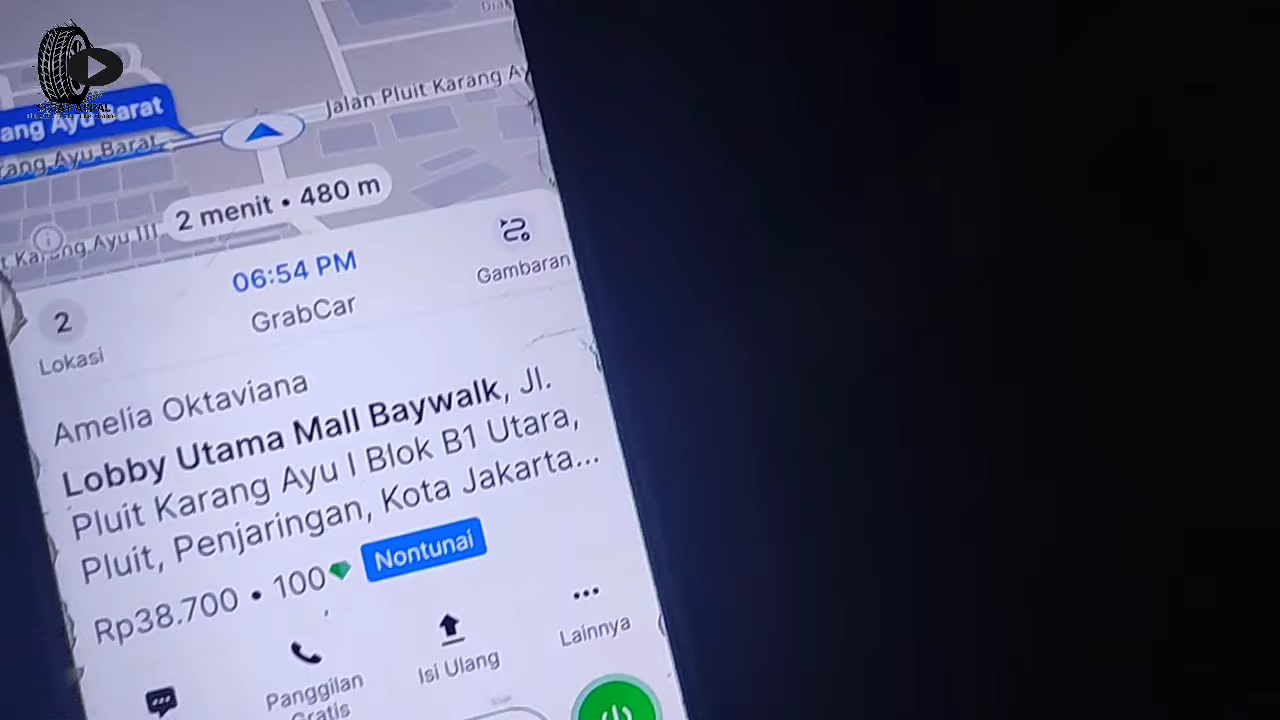 Jalan Pluit Karang
ang Ayu Barat
rang Ayu Barat
2 menit • 480 m
Karang Ayu III
06:54 PM
Gambaran
GrabCar
2
Lokasi
Amelia Oktaviana
Lobby Utama Mall Baywalk, Jl.
Pluit Karang Ayu I Blok B1 Utara,
Pluit, Penjaringan, Kota Jakarta...
Rp38.700 • 100
Nontunai
Lainnya
Isi Ulang
Panggilan
Gratis